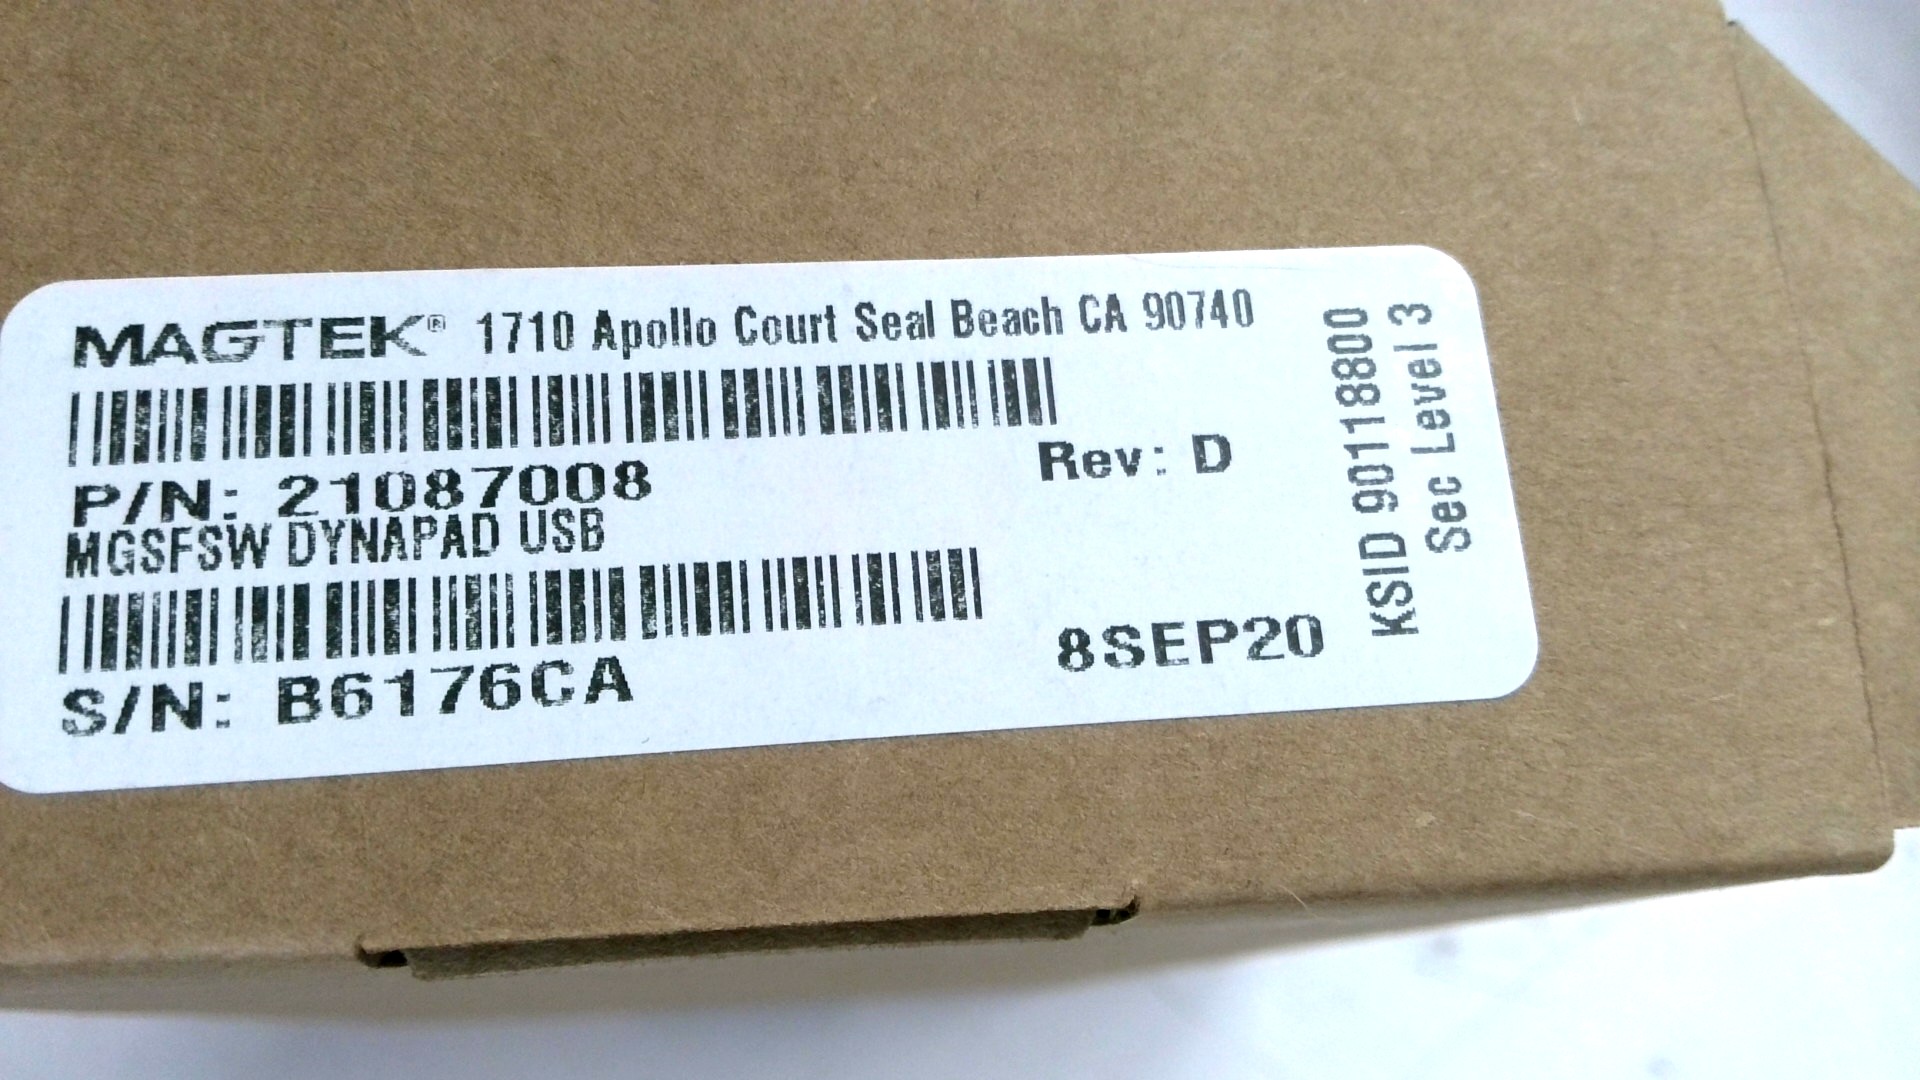 MAGTEK® 1710 Apollo Court Seal Beach CA 90740
P/N: 21087008
Rev: D
MGSFSW DYNAPAD USB
S/N: B6176CA
8SEP20
KSID 90118800
Sec Level 3